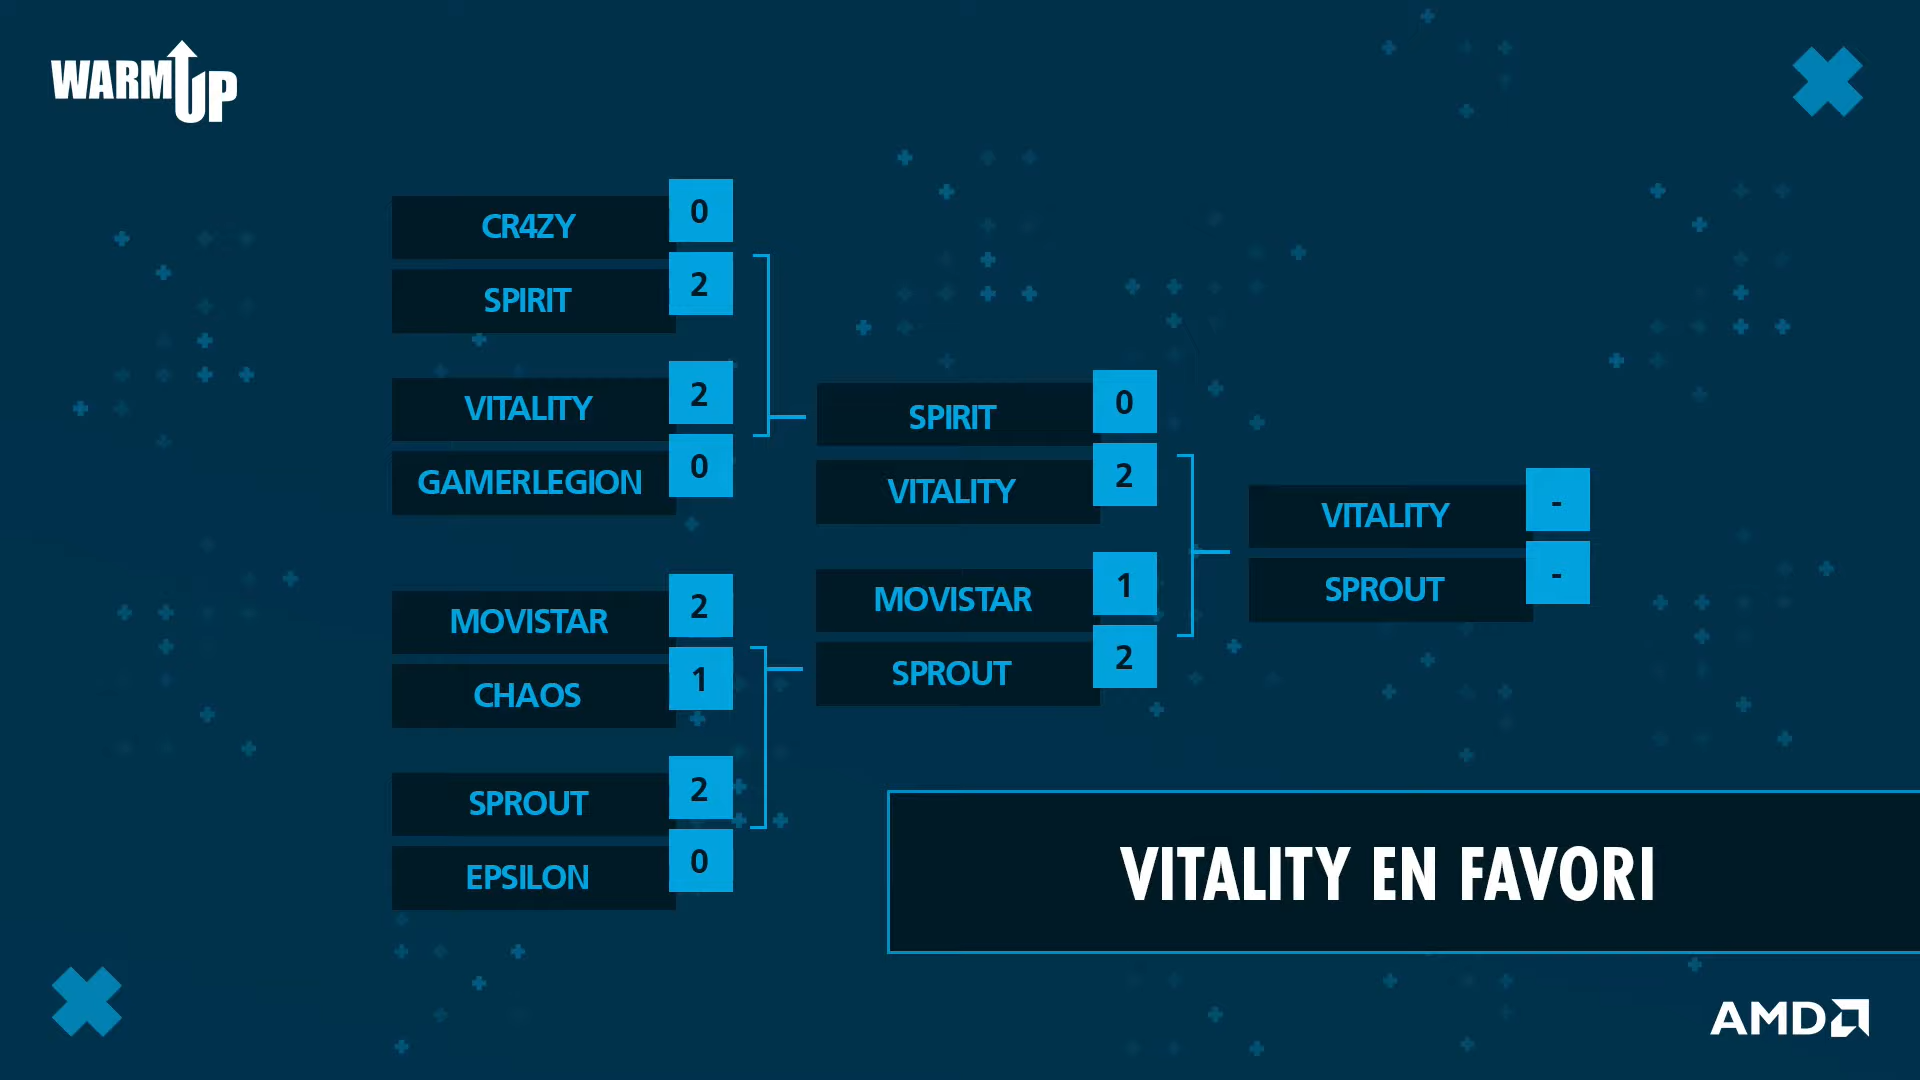 WARMUP
CR4ZY 0
SPIRIT 2
VITALITY 2
GAMERLEGION 0
MOVISTAR 2
CHAOS 1
SPROUT 2
EPSILON 0
SPIRIT 0
VITALITY 2
MOVISTAR 1
SPROUT 2
VITALITY -
SPROUT -
VITALITY EN FAVORI
AMD